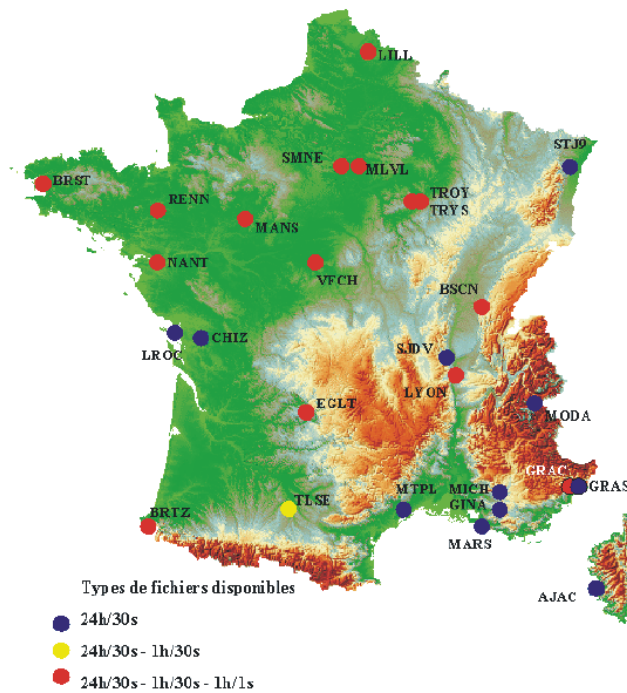 LILL
STJ9
SMNE
MLVL
BRST
TROY
RENN
TRYS
MANS
NANT
VFCH
BSCN
CHIZ
LROC
SJDV
LYON
EGLT
MODA
GRAC
GRAS
MTPL
MICH
TLSE
GINA
BRTZ
MARS
Types de fichiers disponibles
AJAC
24h/30s
24h/30s - 1h/30s
24h/30s - 1h/30s - 1h/1s